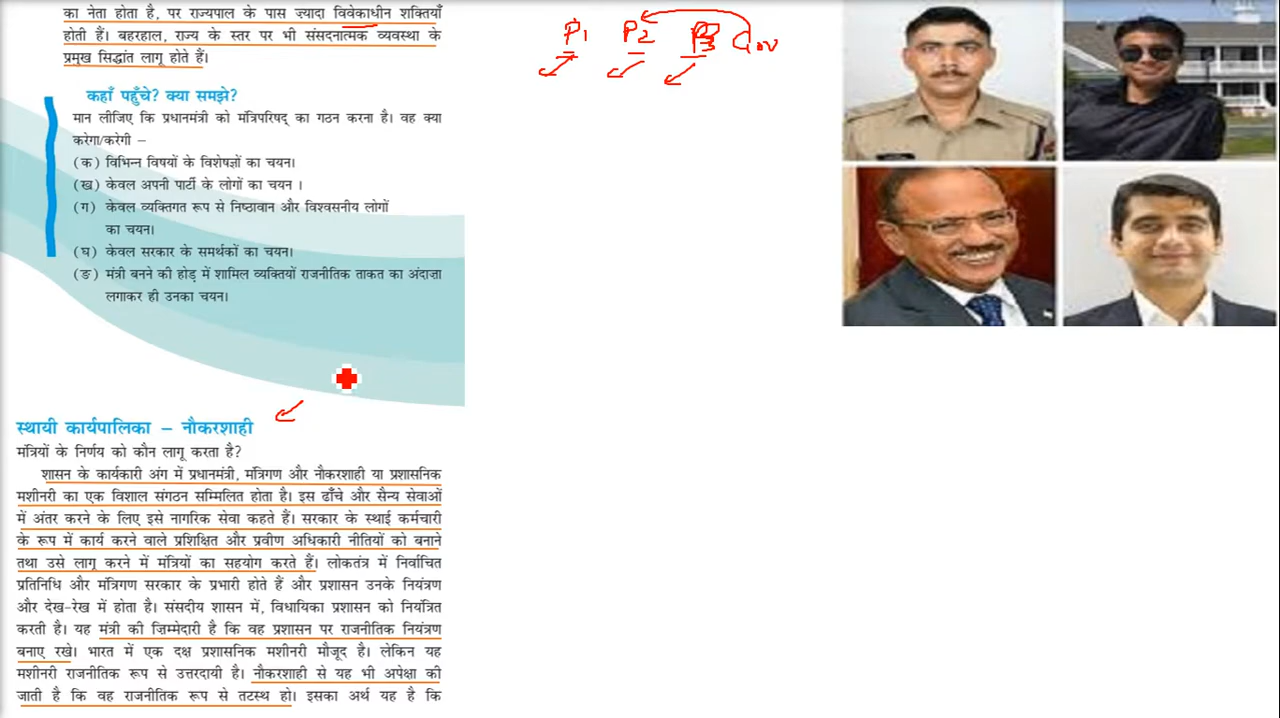 का नेता होता है, पर राज्यपाल के पास ज़्यादा विवेकाधीन शक्तियाँ
होती हैं। बहरहाल, राज्य के स्तर पर भी संसदनात्मक व्यवस्था के
प्रमुख सिद्धांत लागू होते हैं।
P1 P2 P3 Gov
कहाँ पहुँचे? क्या समझे?
मान लीजिए कि प्रधानमंत्री को मंत्रिपरिषद् का गठन करना है। वह क्या
करेगा/करेगी –
(क) विभिन्न विषयों के विशेषज्ञों का चयन।
(ख) केवल अपनी पार्टी के लोगों का चयन ।
(ग) केवल व्यक्तिगत रूप से निष्ठावान और विश्वसनीय लोगों
का चयन।
(घ) केवल सरकार के समर्थकों का चयन।
(ङ) मंत्री बनने की होड़ में शामिल व्यक्तियों राजनीतिक ताकत का अंदाजा
लगाकर ही उनका चयन।
स्थायी कार्यपालिका – नौकरशाही
मंत्रियों के निर्णय को कौन लागू करता है?
शासन के कार्यकारी अंग में प्रधानमंत्री, मंत्रिगण और नौकरशाही या प्रशासनिक
मशीनरी का एक विशाल संगठन सम्मिलित होता है। इस ढाँचे और सैन्य सेवाओं
में अंतर करने के लिए इसे नागरिक सेवा कहते हैं। सरकार के स्थाई कर्मचारी
के रूप में कार्य करने वाले प्रशिक्षित और प्रवीण अधिकारी नीतियों को बनाने
तथा उसे लागू करने में मंत्रियों का सहयोग करते हैं। लोकतंत्र में निर्वाचित
प्रतिनिधि और मंत्रिगण सरकार के प्रभारी होते हैं और प्रशासन उनके नियंत्रण
और देख-रेख में होता है। संसदीय शासन में, विधायिका प्रशासन को नियंत्रित
करती है। यह मंत्री की ज़िम्मेदारी है कि वह प्रशासन पर राजनीतिक नियंत्रण
बनाए रखे। भारत में एक दक्ष प्रशासनिक मशीनरी मौजूद है। लेकिन यह
मशीनरी राजनीतिक रूप से उत्तरदायी है। नौकरशाही से यह भी अपेक्षा की
जाती है कि वह राजनीतिक रूप से तटस्थ हो। इसका अर्थ यह है कि